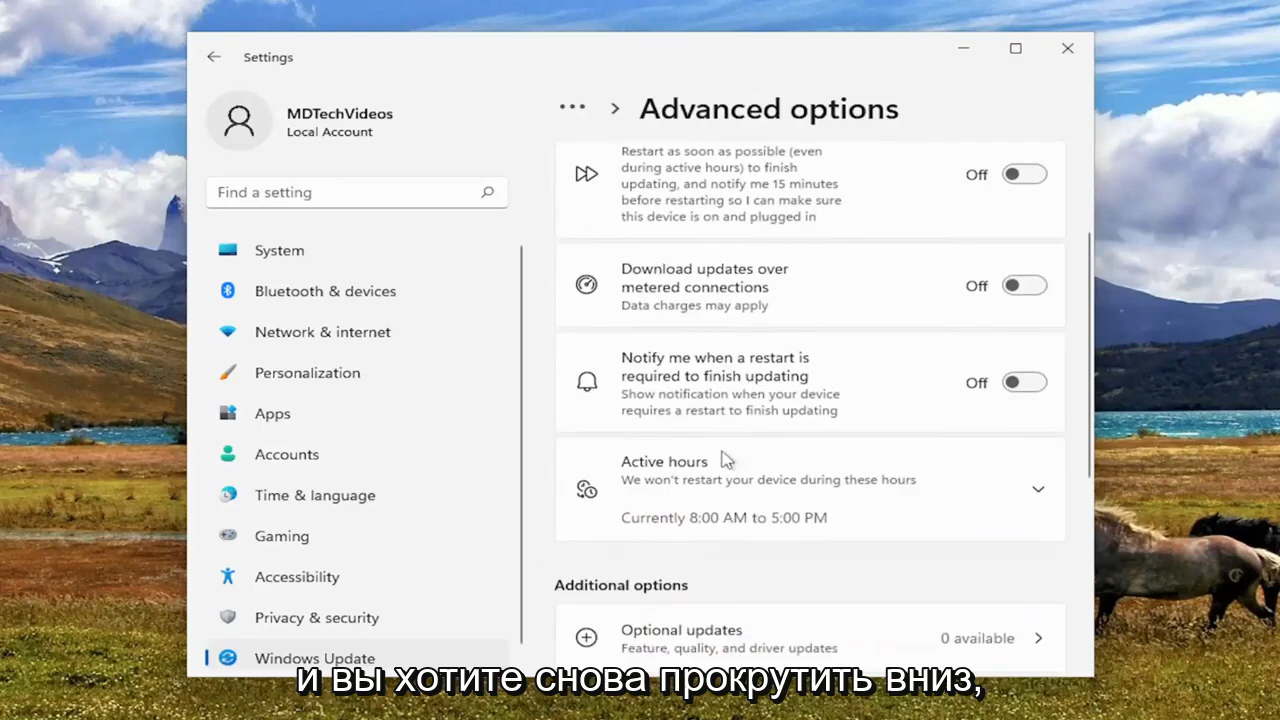 Settings
MDTechVideos
Local Account
Find a setting
System
Bluetooth & devices
Network & internet
Personalization
Apps
Accounts
Time & language
Gaming
Accessibility
Privacy & security
Windows Update
Advanced options
Restart as soon as possible (even
during active hours) to finish
updating, and notify me 15 minutes
before restarting so I can make sure
this device is on and plugged in
Off
Download updates over
metered connections
Data charges may apply
Off
Notify me when a restart is
required to finish updating
Show notification when your device
requires a restart to finish updating
Off
Active hours
We won't restart your device during these hours
Currently 8:00 AM to 5:00 PM
Additional options
Optional updates
Feature, quality, and driver updates
0 available
и вы хотите снова прокрутить вниз,